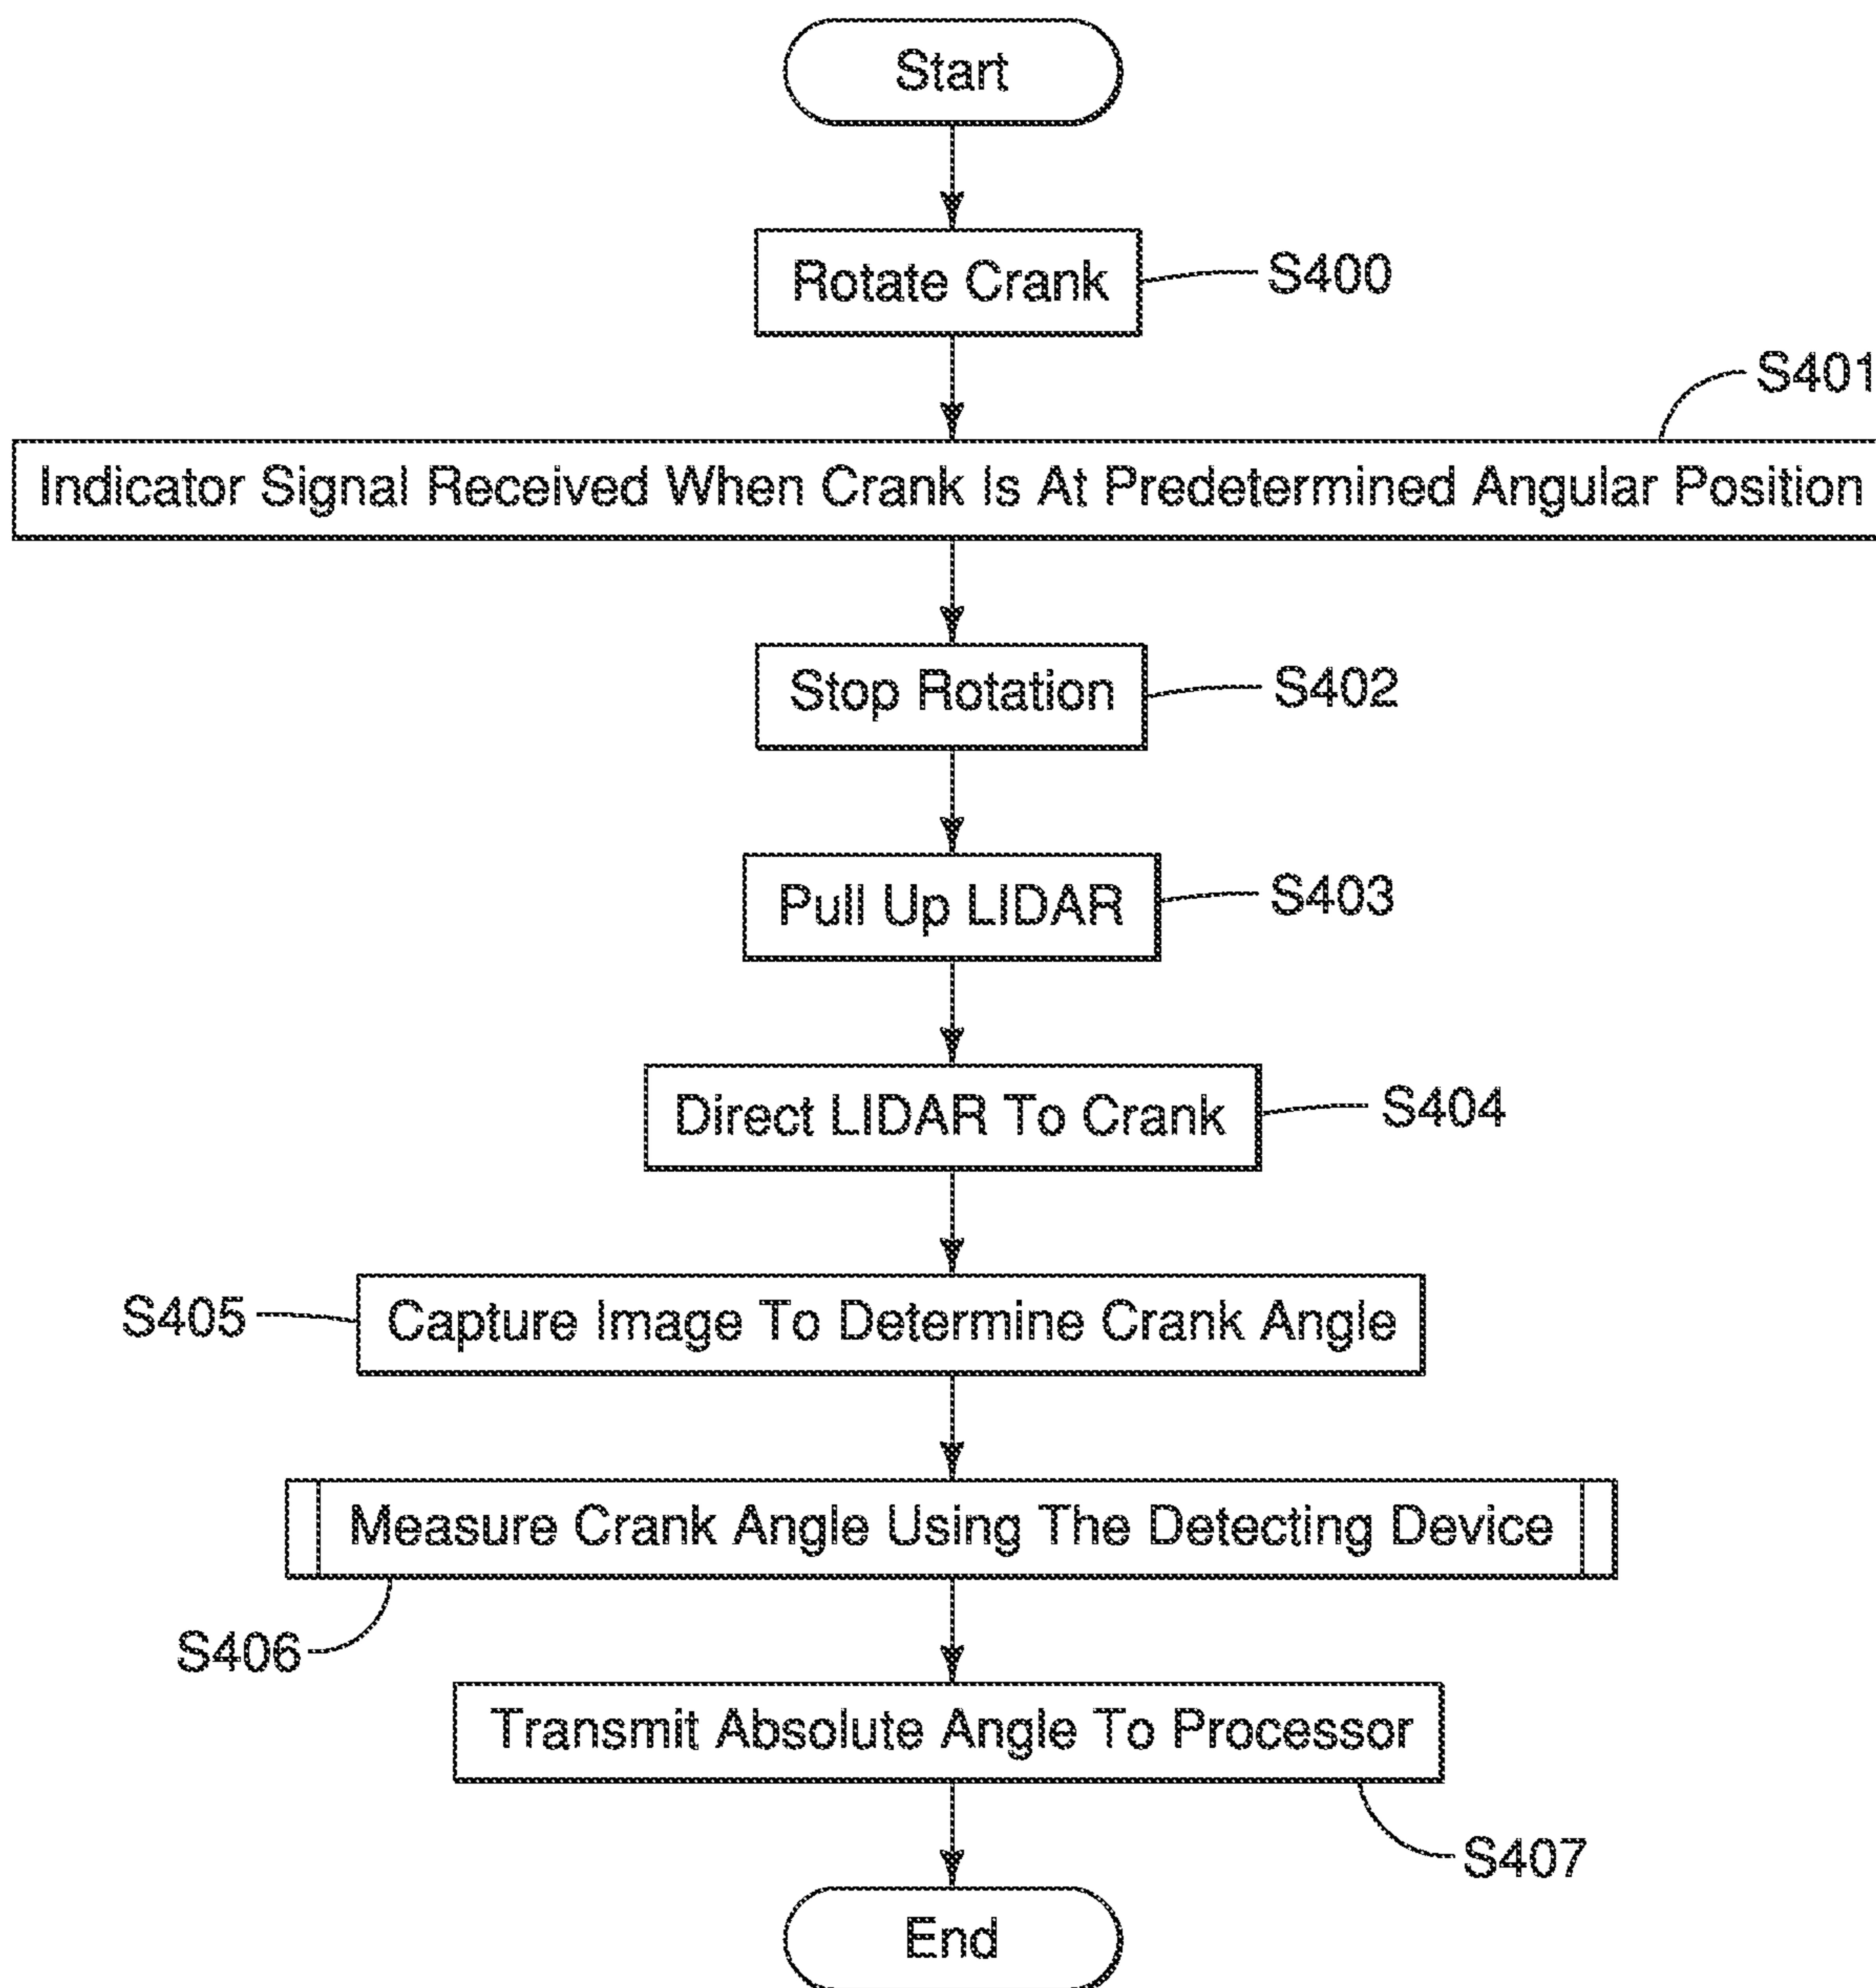 Start
Rotate Crank
S400
S401
Indicator Signal Received When Crank Is At Predetermined Angular Position
Stop Rotation
S402
Pull Up LIDAR
S403
Direct LIDAR To Crank
S404
S405
Capture Image To Determine Crank Angle
Measure Crank Angle Using The Detecting Device
S406
Transmit Absolute Angle To Processor
S407
End